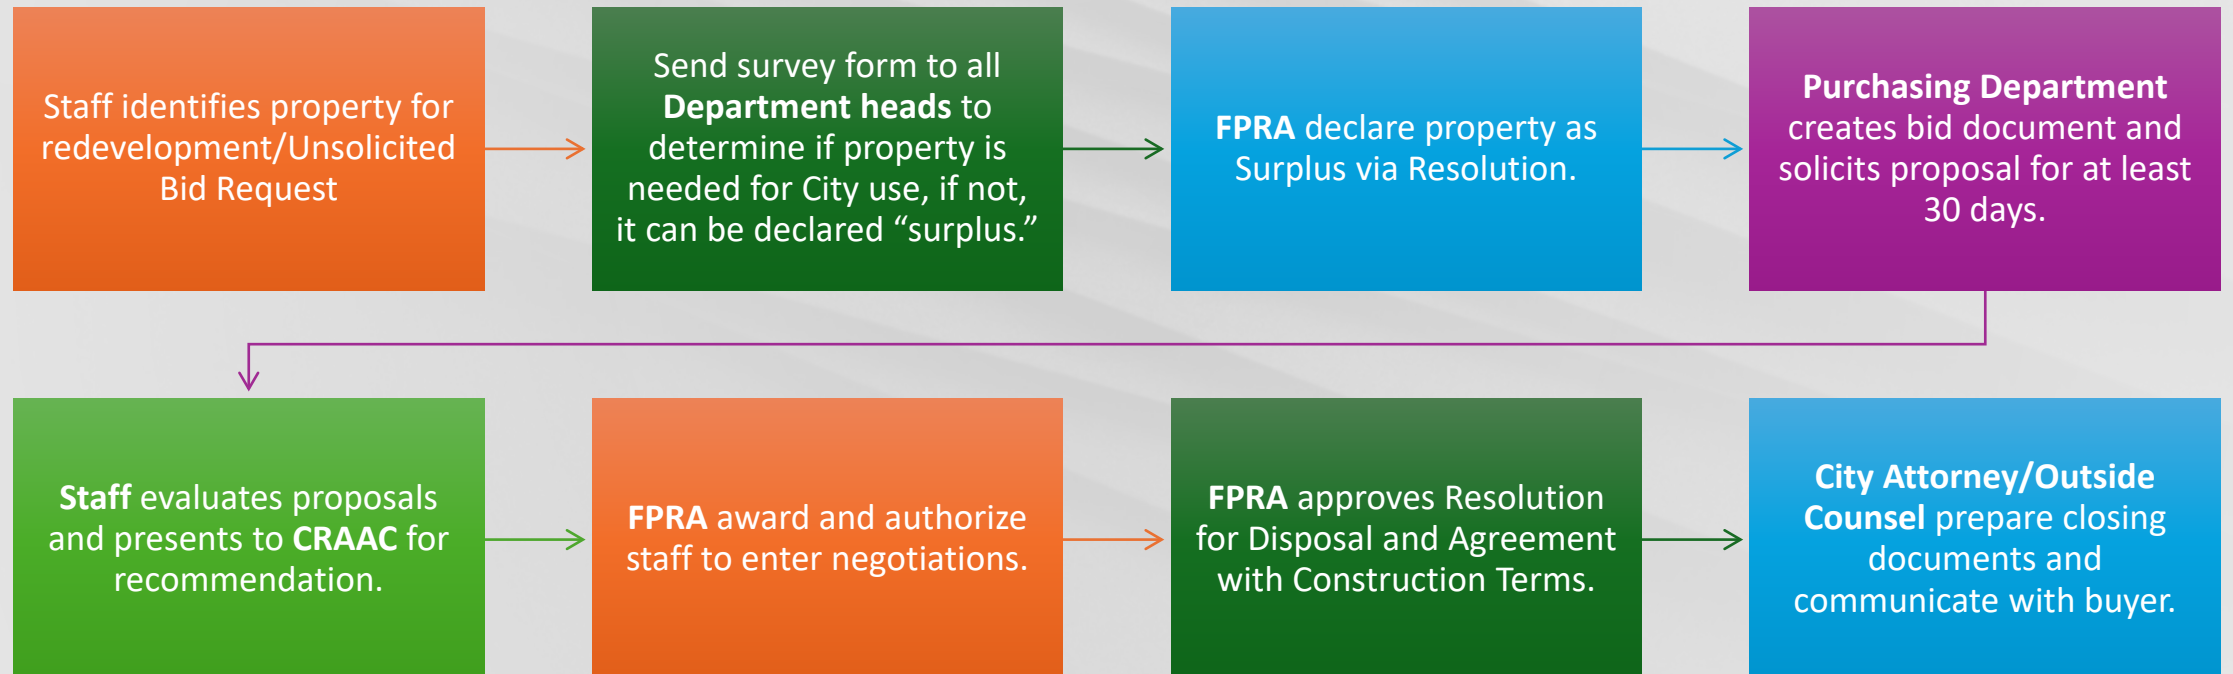 Staff identifies property for
redevelopment/Unsolicited
Bid Request
Send survey form to all
Department heads to
determine if property is
needed for City use, if not,
it can be declared “surplus.”
FPRA declare property as
Surplus via Resolution.
Purchasing Department
creates bid document and
solicits proposal for at least
30 days.
Staff evaluates proposals
and presents to CRAAC for
recommendation.
FPRA award and authorize
staff to enter negotiations.
FPRA approves Resolution
for Disposal and Agreement
with Construction Terms.
City Attorney/Outside
Counsel prepare closing
documents and
communicate with buyer.